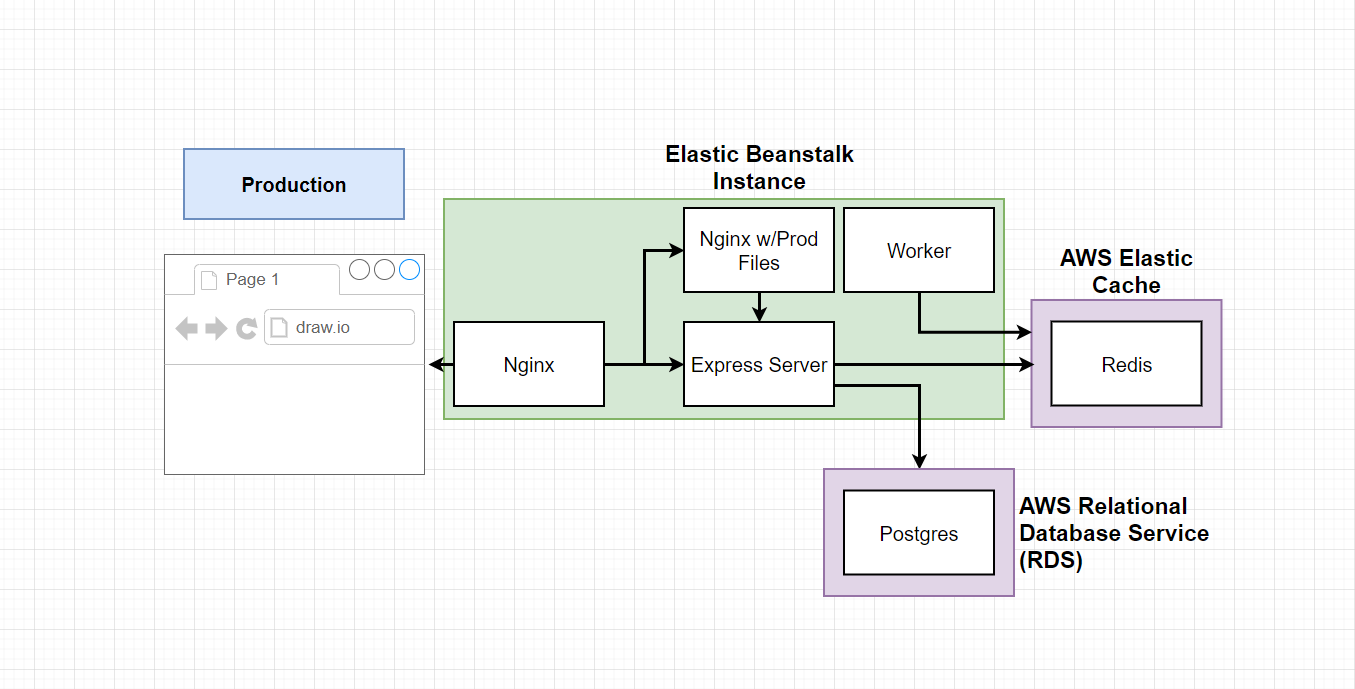 Elastic Beanstalk
Instance
Production
Nginx w/Prod
Files
Worker
AWS Elastic
Cache
Page 1
draw.io
Nginx
Express Server
Redis
Postgres
AWS Relational
Database Service
(RDS)